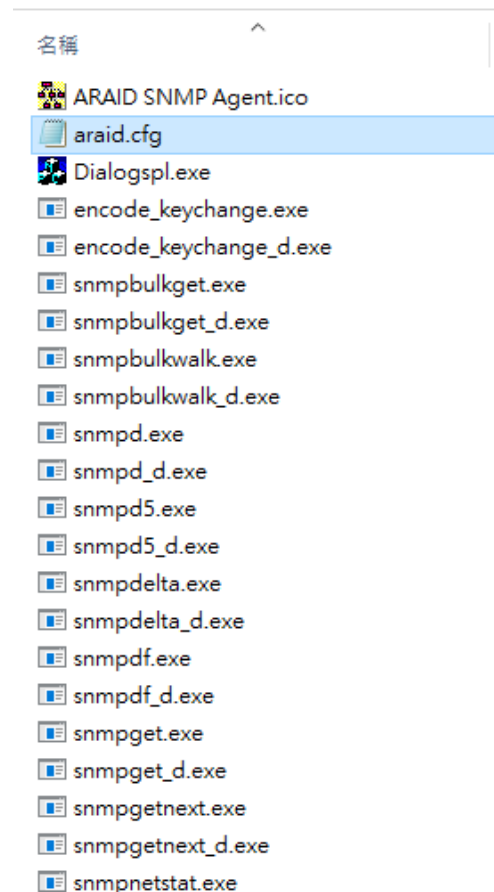 名稱
ARAID SNMP Agent.ico
araid.cfg
Dialogspl.exe
encode_keychange.exe
encode_keychange_d.exe
snmpbulkget.exe
snmpbulkget_d.exe
snmpbulkwalk.exe
snmpbulkwalk_d.exe
snmpd.exe
snmpd_d.exe
snmpd5.exe
snmpd5_d.exe
snmpdelta.exe
snmpdelta_d.exe
snmpdf.exe
snmpdf_d.exe
snmpget.exe
snmpget_d.exe
snmpgetnext.exe
snmpgetnext_d.exe
snmpnetstat.exe